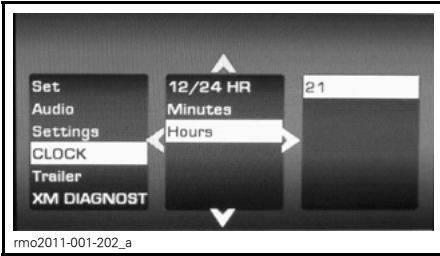 Set
Audio
Settings
CLOCK
Trailer
XM DIAGNOST
12/24 HR
Minutes
Hours
21
rmo2011-001-202_a